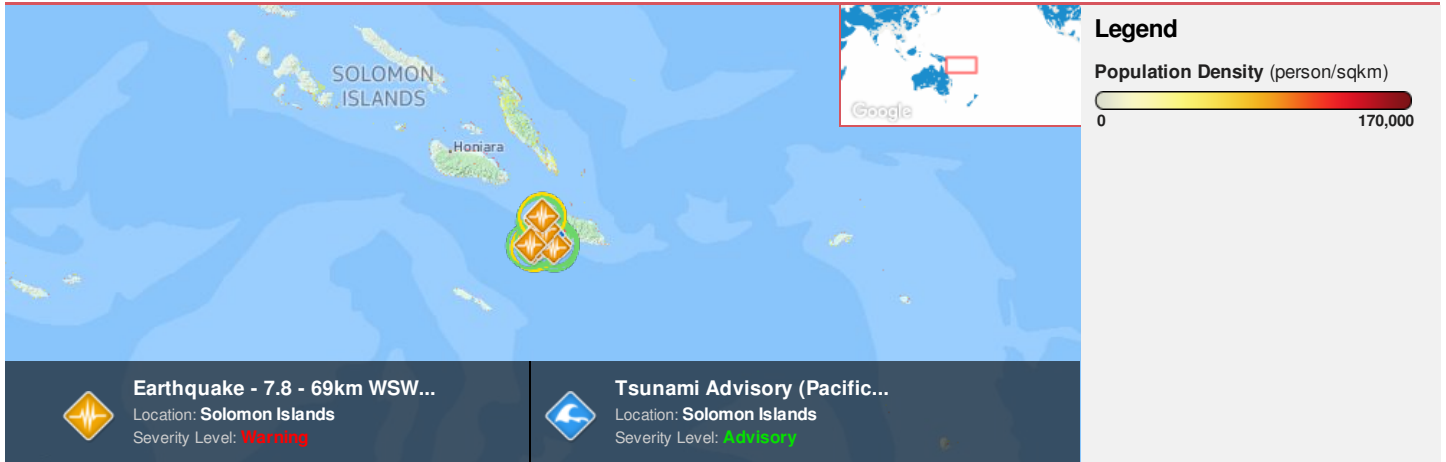 SOLOMON
ISLANDS
Honiara
Google
Legend
Population Density (person/sqkm)
0 170,000
Earthquake - 7.8 - 69km WSW...
Location: Solomon Islands
Severity Level: Warning
Tsunami Advisory (Pacific...
Location: Solomon Islands
Severity Level: Advisory